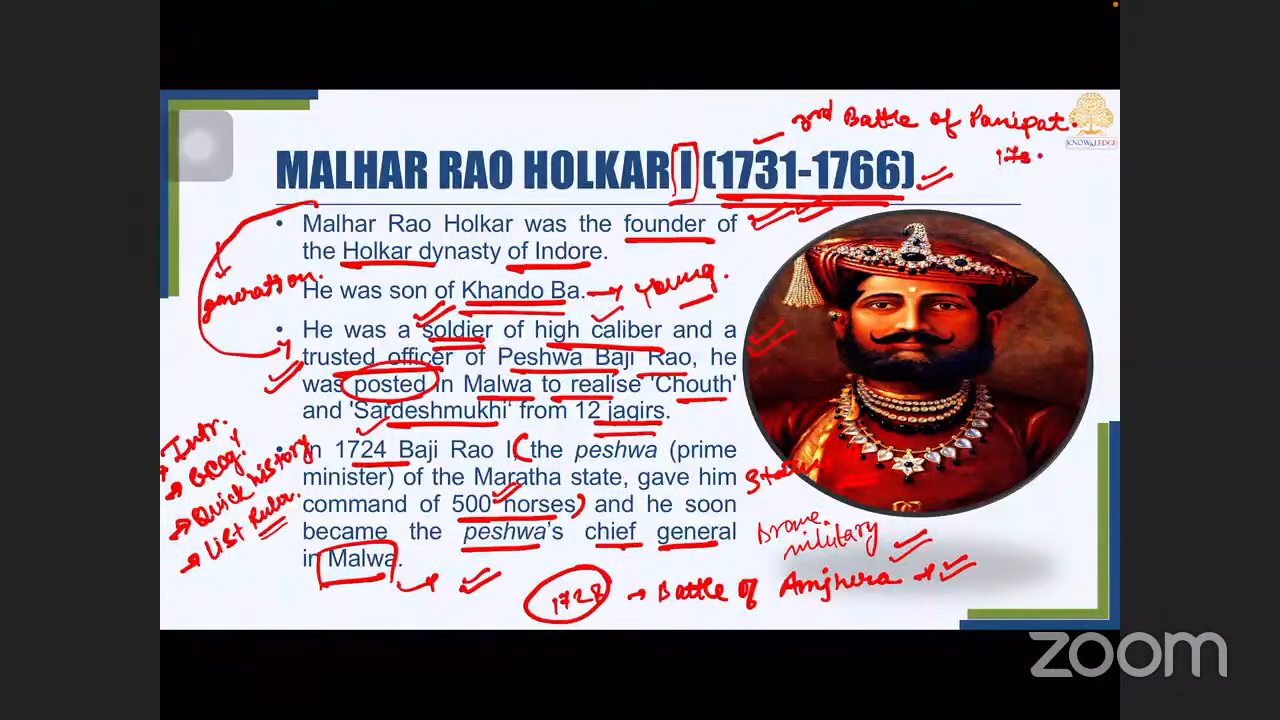 3rd Battle of Panipat.
KNOWLEDGE
MALHAR RAO HOLKAR I (1731-1766)
• Malhar Rao Holkar was the founder of
the Holkar dynasty of Indore.
generation.
He was son of Khando Ba. → young.
• He was a soldier of high caliber and a
trusted officer of Peshwa Baji Rao, he
was posted in Malwa to realise 'Chouth'
and 'Sardeshmukhi' from 12 jagirs.
→ Intr.
→ Geog
→ Quick history
→ List Ruler.
In 1724 Baji Rao I, (the peshwa (prime
minister) of the Maratha state, gave him
command of 500 horses) and he soon
became the peshwa's chief general
in Malwa.
military
1728 → Battle of Amjhera
zoom